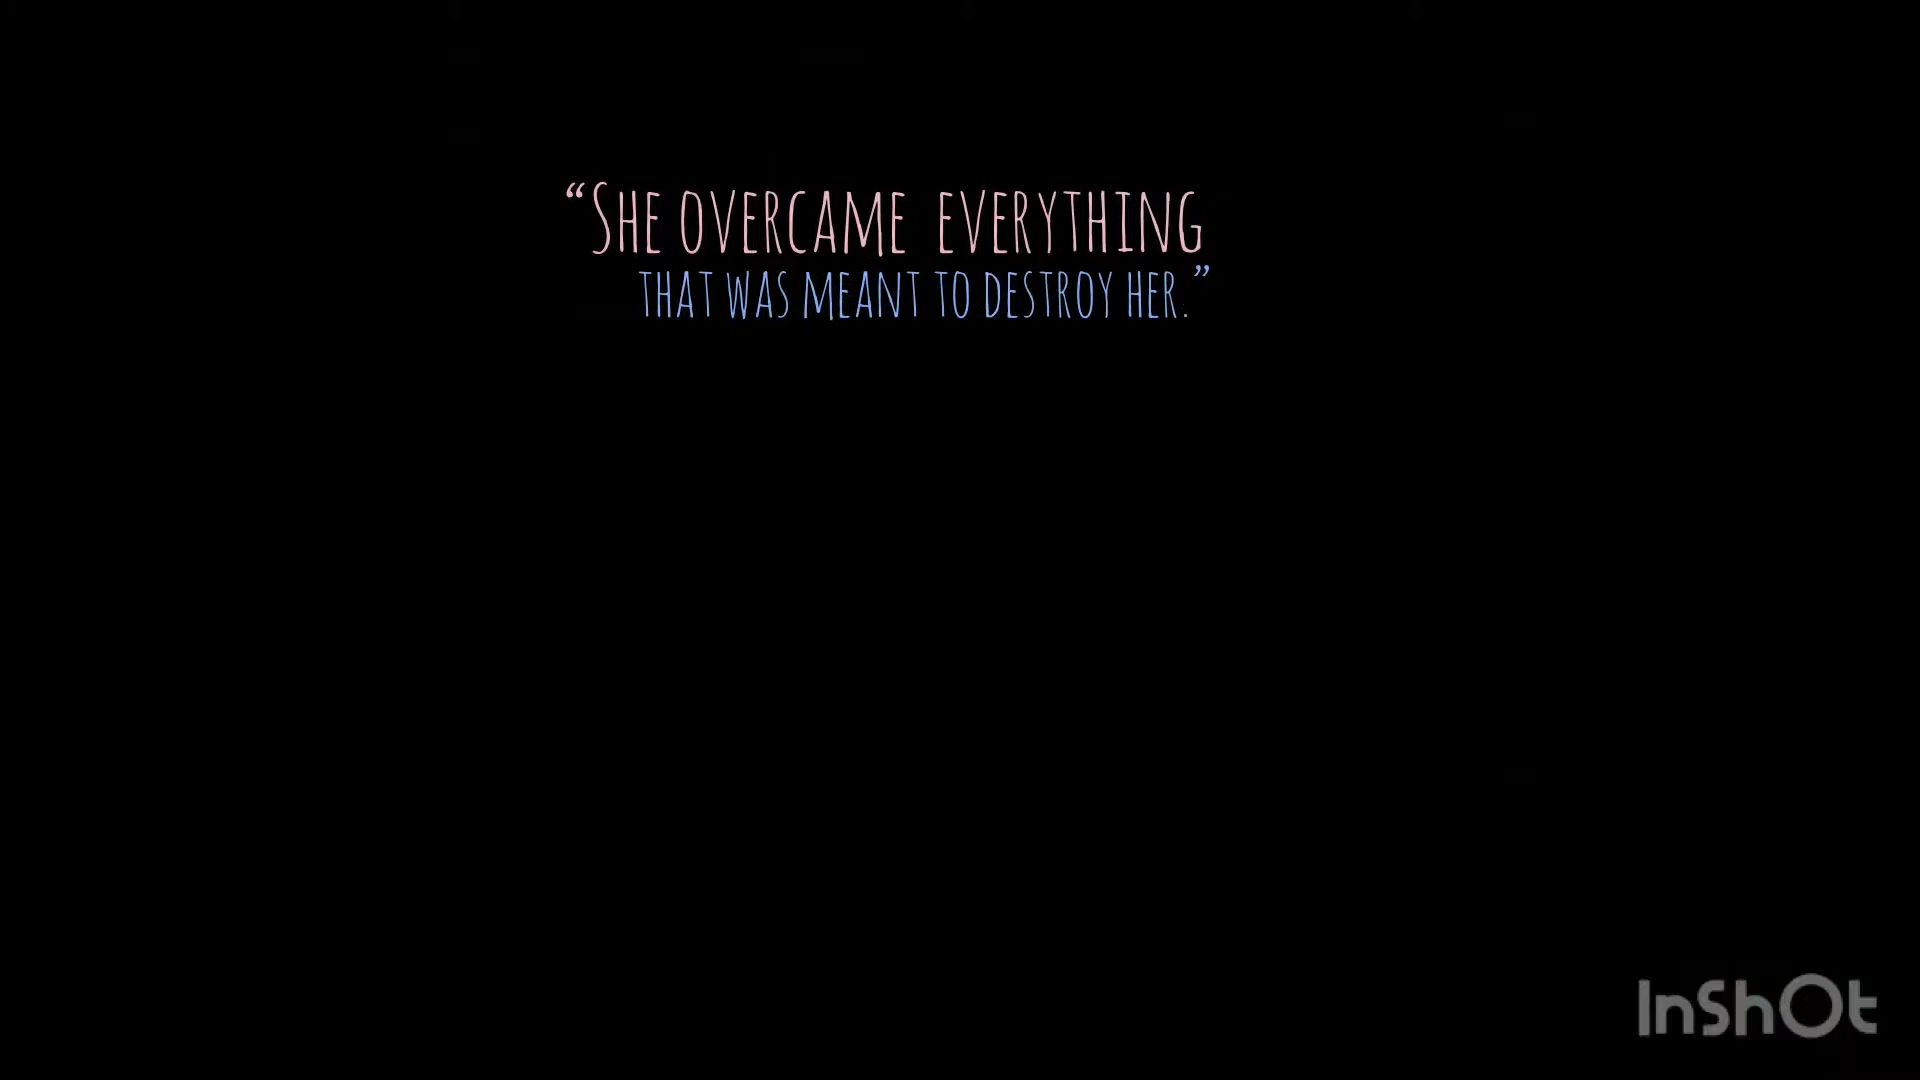 “She overcame everything
that was meant to destroy her.”
InShOt